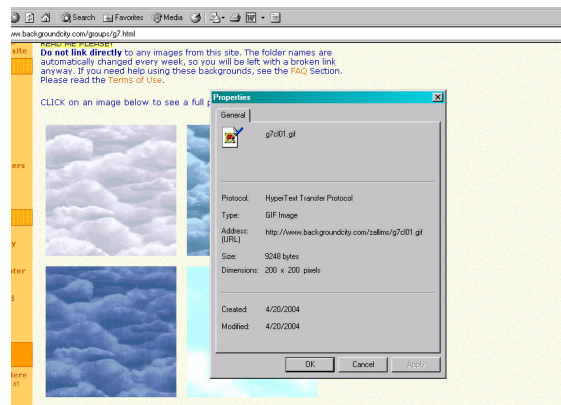 Search Favorites Media
ww.backgroundcity.com/groups/g7.html
site
READ ME PLEASE!
Do not link directly to any images from this site. The folder names are
automatically changed every week, so you will be left with a broken link
anyway. If you need help using these backgrounds, see the FAQ Section.
Please read the Terms of Use.
CLICK on an image below to see a full p
Properties
General
g7cl01.gif
ers
Protocol: HyperText Transfer Protocol
Type: GIF Image
Address: (URL) http://www.backgroundcity.com/zallims/g7cl01.gif
y
Size: 9248 bytes
Dimensions: 200 x 200 pixels
ter
Created: 4/20/2004
Modified: 4/20/2004
OK Cancel Apply
Here
at